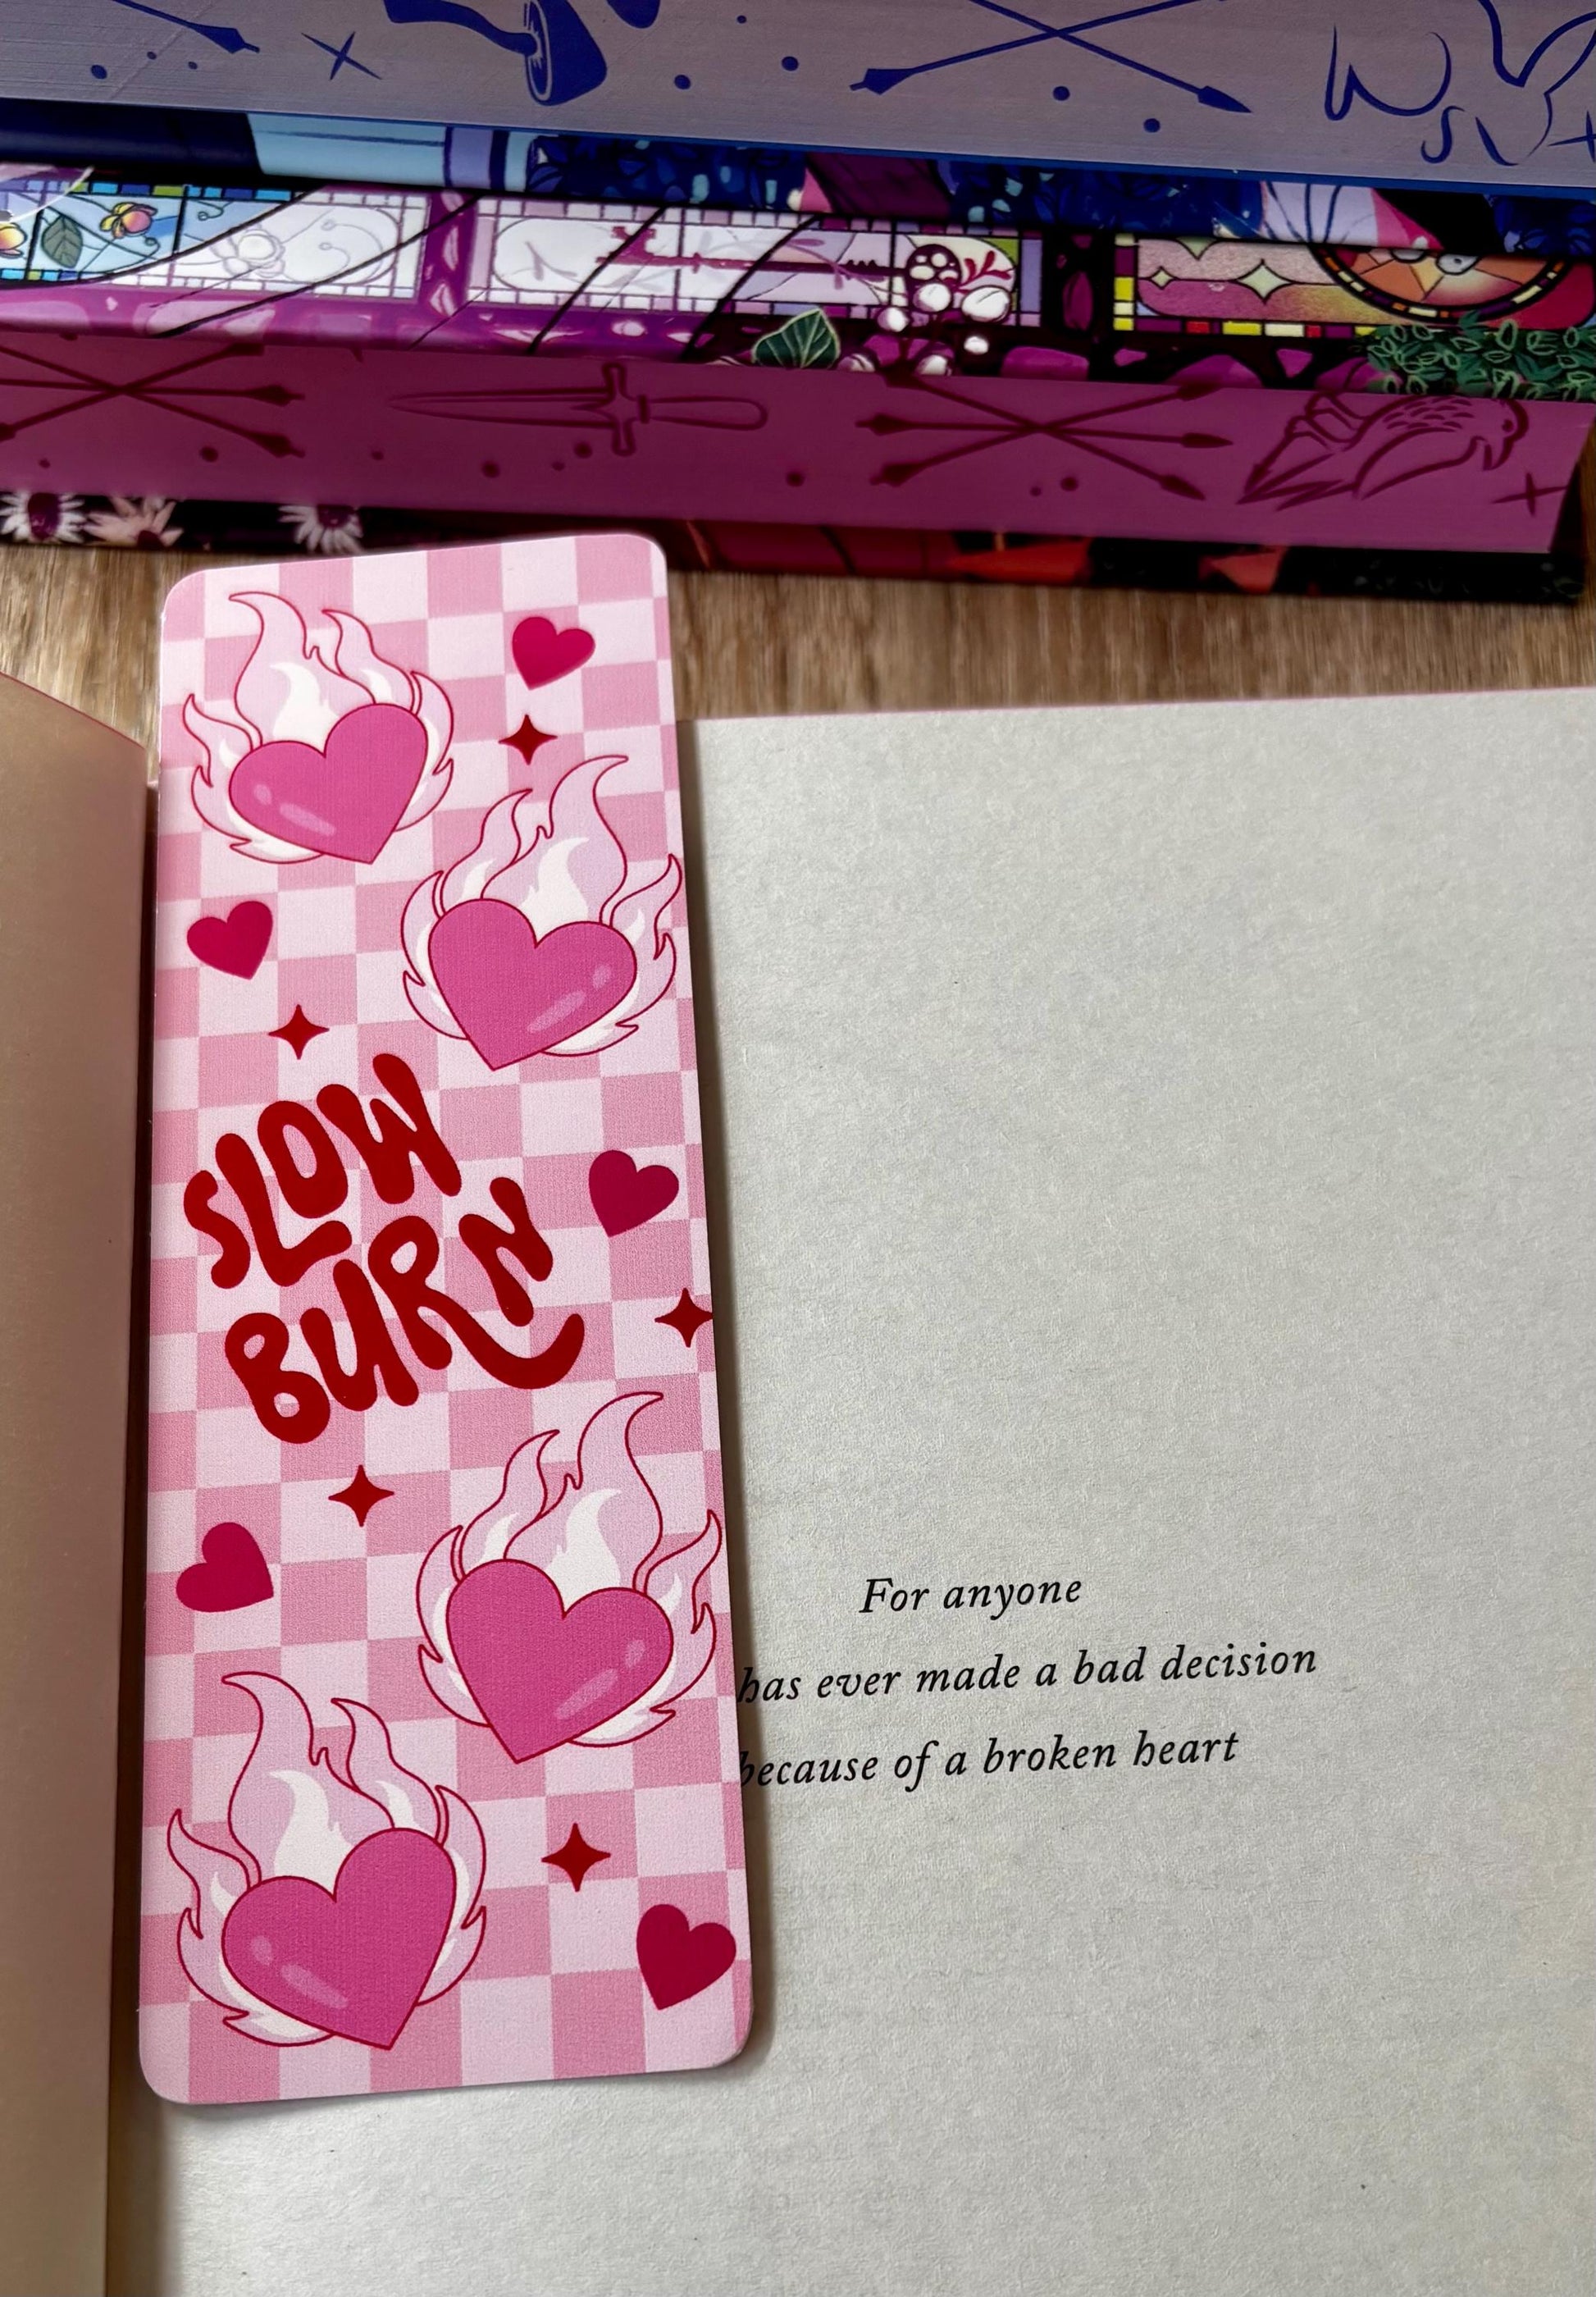 SLOW
BURN
For anyone
has ever made a bad decision
because of a broken heart